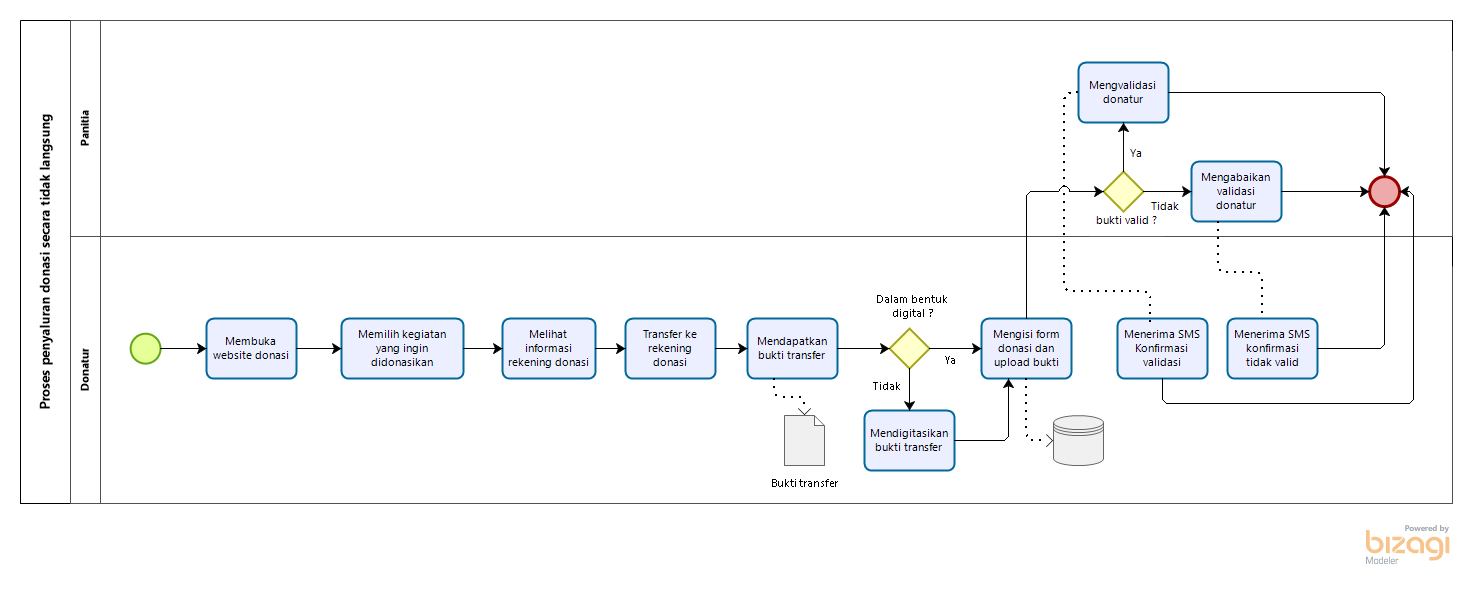 Proses penyaluran donasi secara tidak langsung
Panitia
Mengvalidasi
donatur
Ya
Mengabaikan
validasi
donatur
Tidak
bukti valid ?
Donatur
Membuka
website donasi
Memilih kegiatan
yang ingin
didonasikan
Melihat
informasi
rekening donasi
Transfer ke
rekening
donasi
Mendapatkan
bukti transfer
Bukti transfer
Dalam bentuk
digital ?
Ya
Tidak
Mendigitasikan
bukti transfer
Mengisi form
donasi dan
upload bukti
Menerima SMS
Konfirmasi
validasi
Menerima SMS
konfirmasi
tidak valid
Powered by
bizagi
Modeler